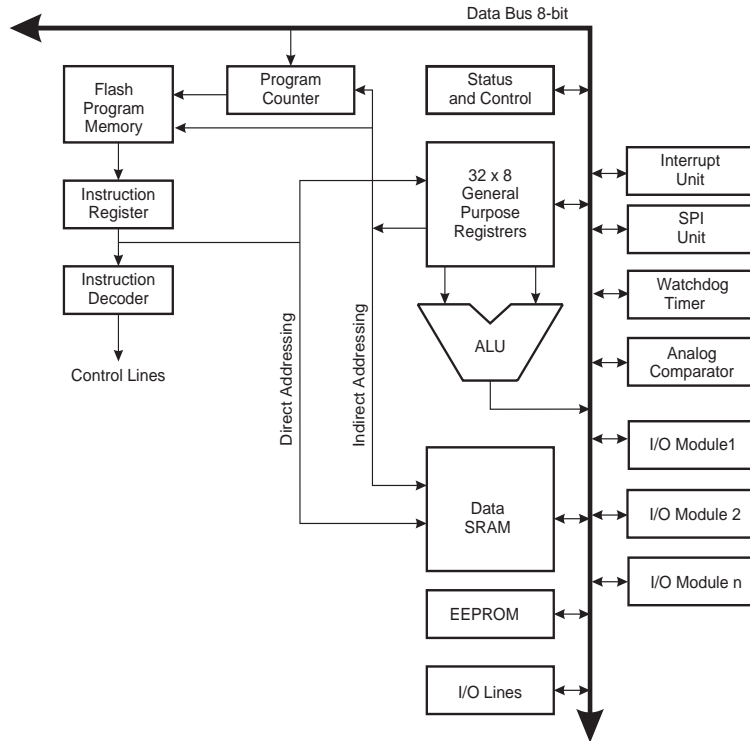 Data Bus 8-bit
Flash
Program
Memory
Program
Counter
Status
and Control
32 x 8
General
Purpose
Registrers
Interrupt
Unit
Instruction
Register
SPI
Unit
Instruction
Decoder
Watchdog
Timer
Control Lines
Direct Addressing
Indirect Addressing
ALU
Analog
Comparator
I/O Module1
Data
SRAM
I/O Module 2
I/O Module n
EEPROM
I/O Lines